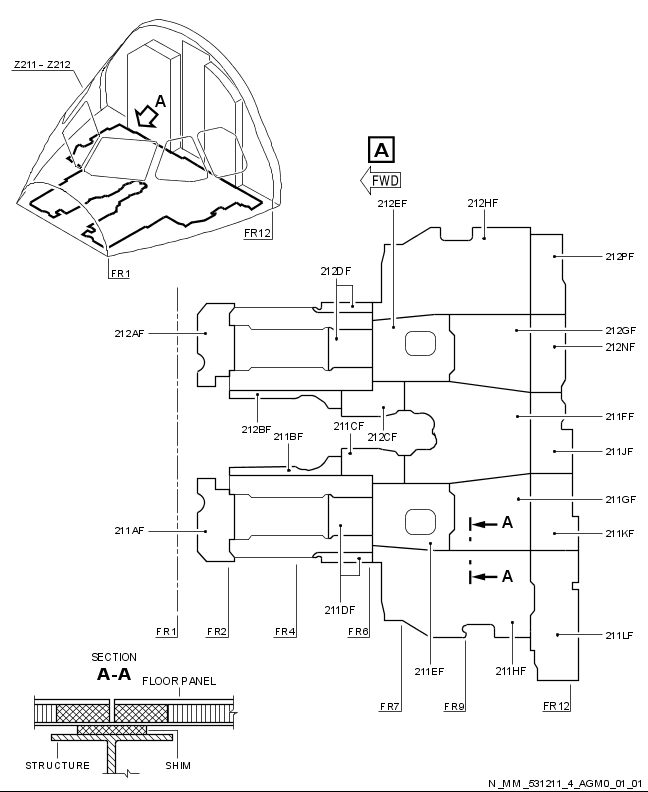 Z211 – Z212
A
FR12
FR1
A
FWD
212EF
212HF
212DF
212PF
212AF
212GF
212NF
211FF
212BF
211BF
211CF
212CF
211JF
211GF
A
211AF
211KF
A
211DF
FR1
FR2
FR4
FR6
211LF
211EF
211HF
FR7
FR9
FR12
SECTION
A-A
FLOOR PANEL
STRUCTURE
SHIM
N_MM_531211_4_AGM0_01_01